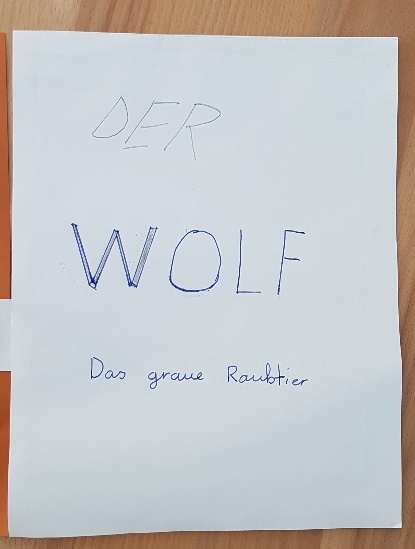 DER
WOLF
Das graue Raubtier